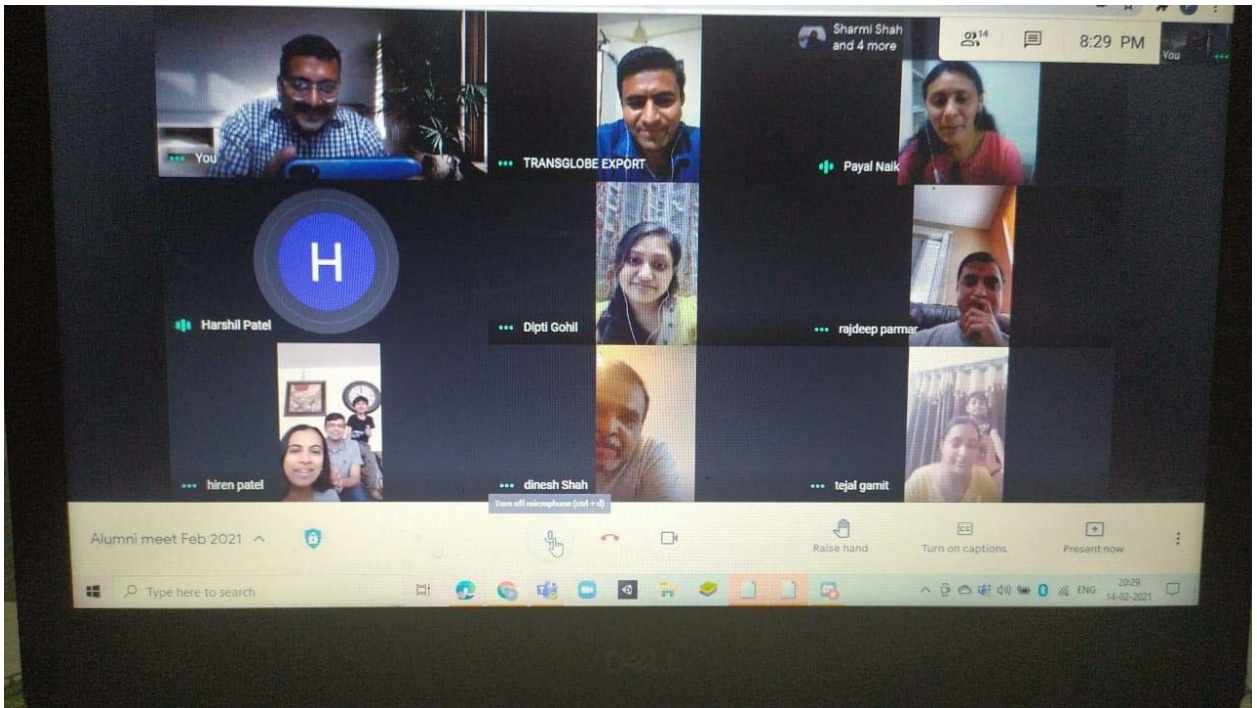 Sharmi Shah
and 4 more
14
8:29 PM
You
You
TRANSGLOBE EXPORT
Payal Naik
H
Harshil Patel
Dipti Gohil
rajdeep parmar
hiren patel
dinesh Shah
tejal gamit
Turn off microphone (ctrl + d)
Alumni meet Feb 2021
Raise hand
Turn on captions
Present now
Type here to search
ENG
20:29
14-02-2021
DELL